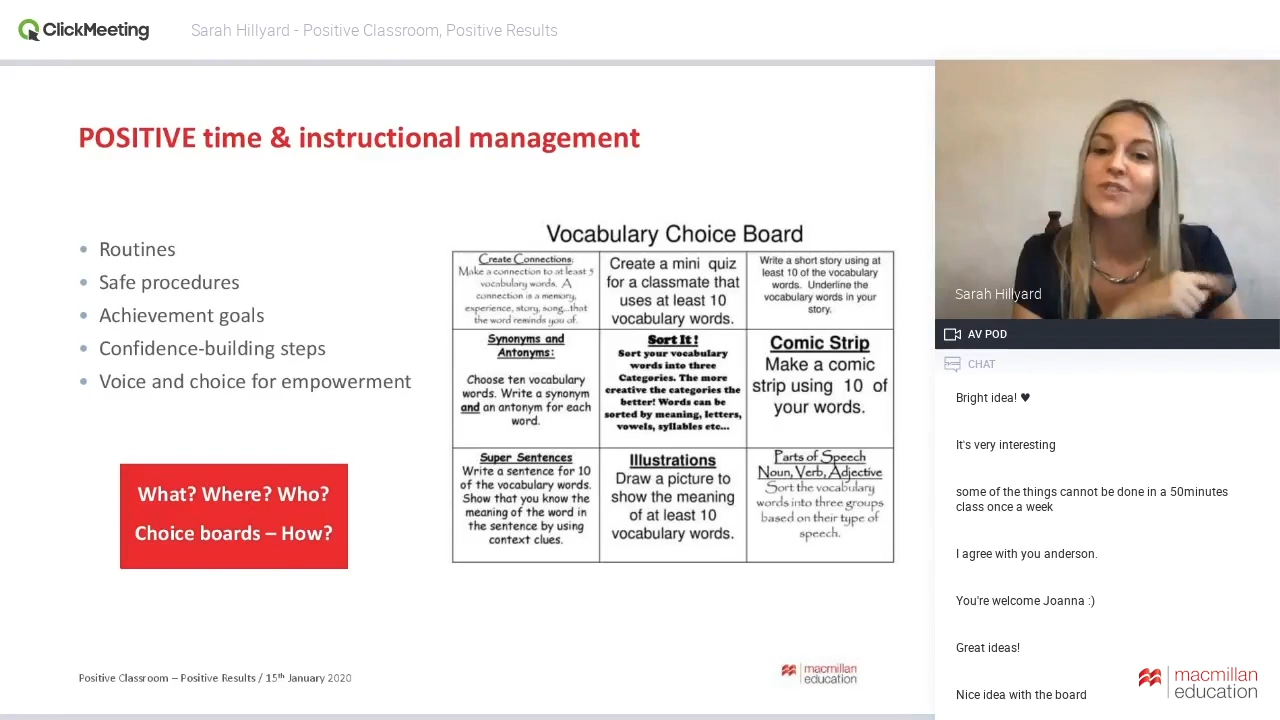 ClickMeeting
Sarah Hillyard - Positive Classroom, Positive Results
POSITIVE time & instructional management
• Routines
• Safe procedures
• Achievement goals
• Confidence-building steps
• Voice and choice for empowerment
What? Where? Who?
Choice boards – How?
Vocabulary Choice Board
Create Connections:
Make a connection to at least 5
vocabulary words. A
connection is a memory,
experience, story, song...that
the word reminds you of.
Create a mini quiz
for a classmate that
uses at least 10
vocabulary words.
Write a short story using at
least 10 of the vocabulary
words. Underline the
vocabulary words in your
story.
Synonyms and
Antonyms:
Choose ten vocabulary
words. Write a synonym
and an antonym for each
word.
Sort It!
Sort your vocabulary
words into three
Categories. The more
creative the categories the
better! Words can be
sorted by meaning, letters,
vowels, syllables etc...
Comic Strip
Make a comic
strip using 10 of
your words.
Super Sentences
Write a sentence for 10
of the vocabulary words.
Show that you know the
meaning of the word in
the sentence by using
context clues.
Illustrations
Draw a picture to
show the meaning
of at least 10
vocabulary words.
Parts of Speech
Noun, Verb, Adjective
Sort the vocabulary
words into three groups
based on their type of
speech.
Positive Classroom – Positive Results / 15th January 2020
macmillan
education
Sarah Hillyard
AV POD
CHAT
Bright idea! ♥
It's very interesting
some of the things cannot be done in a 50minutes
class once a week
I agree with you anderson.
You're welcome Joanna :)
Great ideas!
Nice idea with the board
macmillan
education